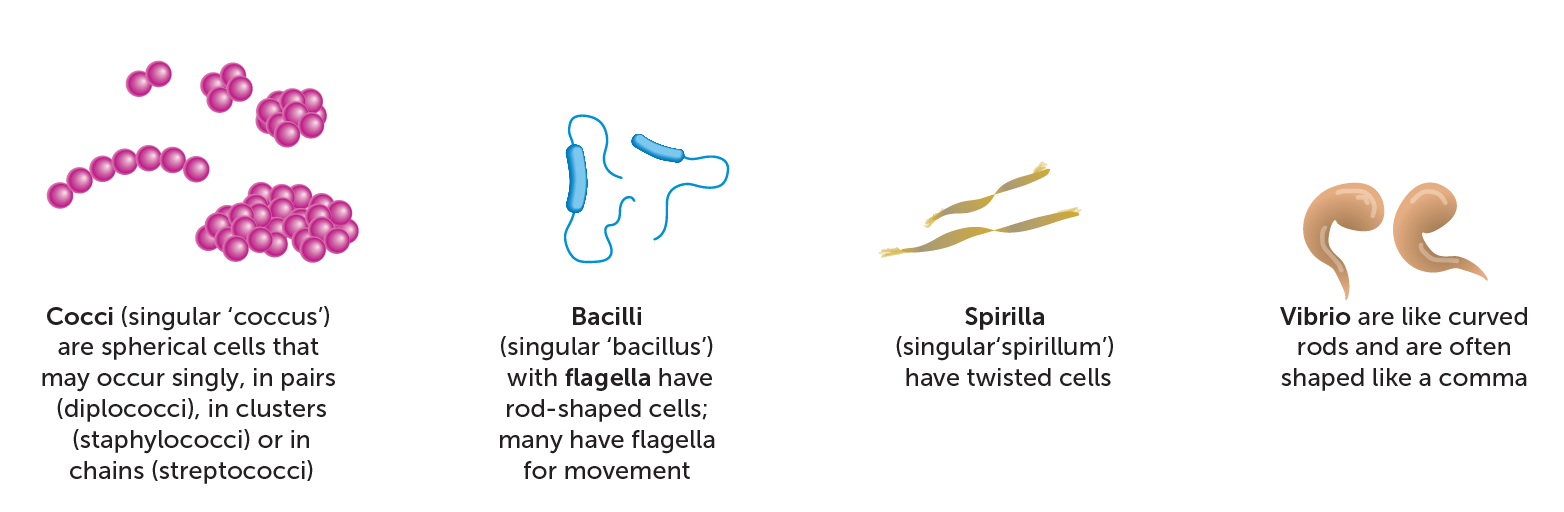 Cocci (singular ‘coccus’)
are spherical cells that
may occur singly, in pairs
(diplococci), in clusters
(staphylococci) or in
chains (streptococci)
Bacilli
(singular ‘bacillus’)
with flagella have
rod-shaped cells;
many have flagella
for movement
Spirilla
(singular‘spirillum’)
have twisted cells
Vibrio are like curved
rods and are often
shaped like a comma